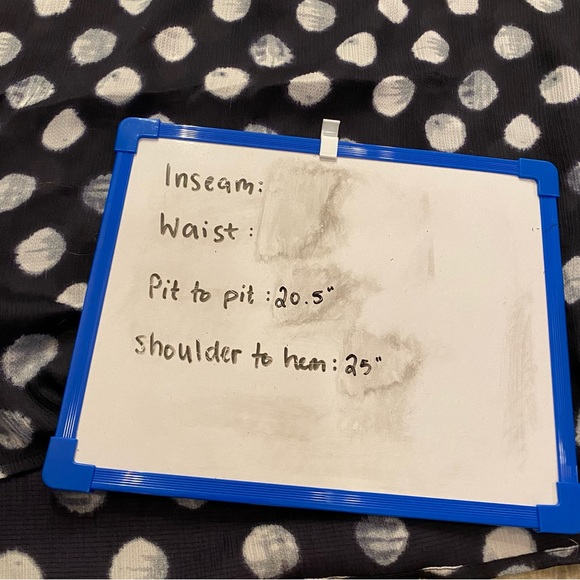 Inseam:
Waist:
Pit to pit: 20.5"
Shoulder to hem: 25"